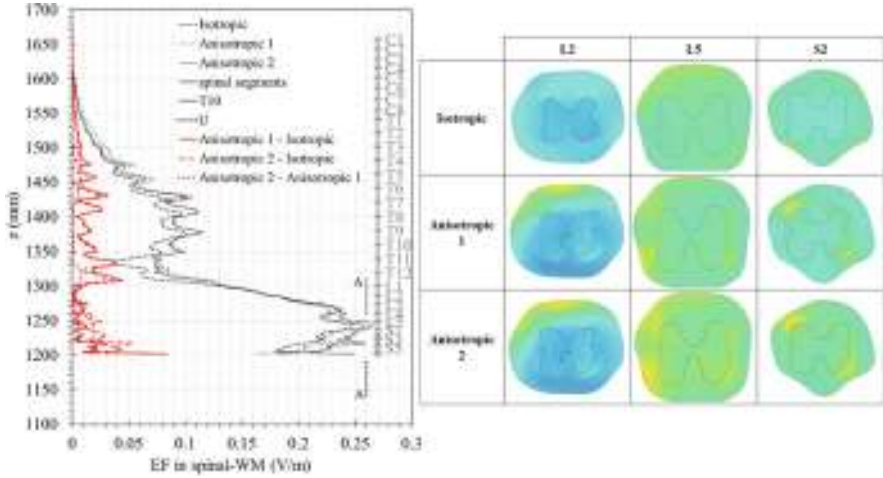 1700
1650
1600
1550
1500
1450
1400
1350
1300
1250
1200
1150
1100
z (mm)
0
0.05
0.1
0.15
0.2
0.25
0.3
EF in spinal-WM (V/m)
Isotropic
Anisotropic 1
Anisotropic 2
spinal segments
T10
Anisotropic 1 - Isotropic
Anisotropic 2 - Isotropic
Anisotropic 2 - Anisotropic 1
A
A
L2 L5 S2
Isotropic
Anisotropic
1
Anisotropic
2